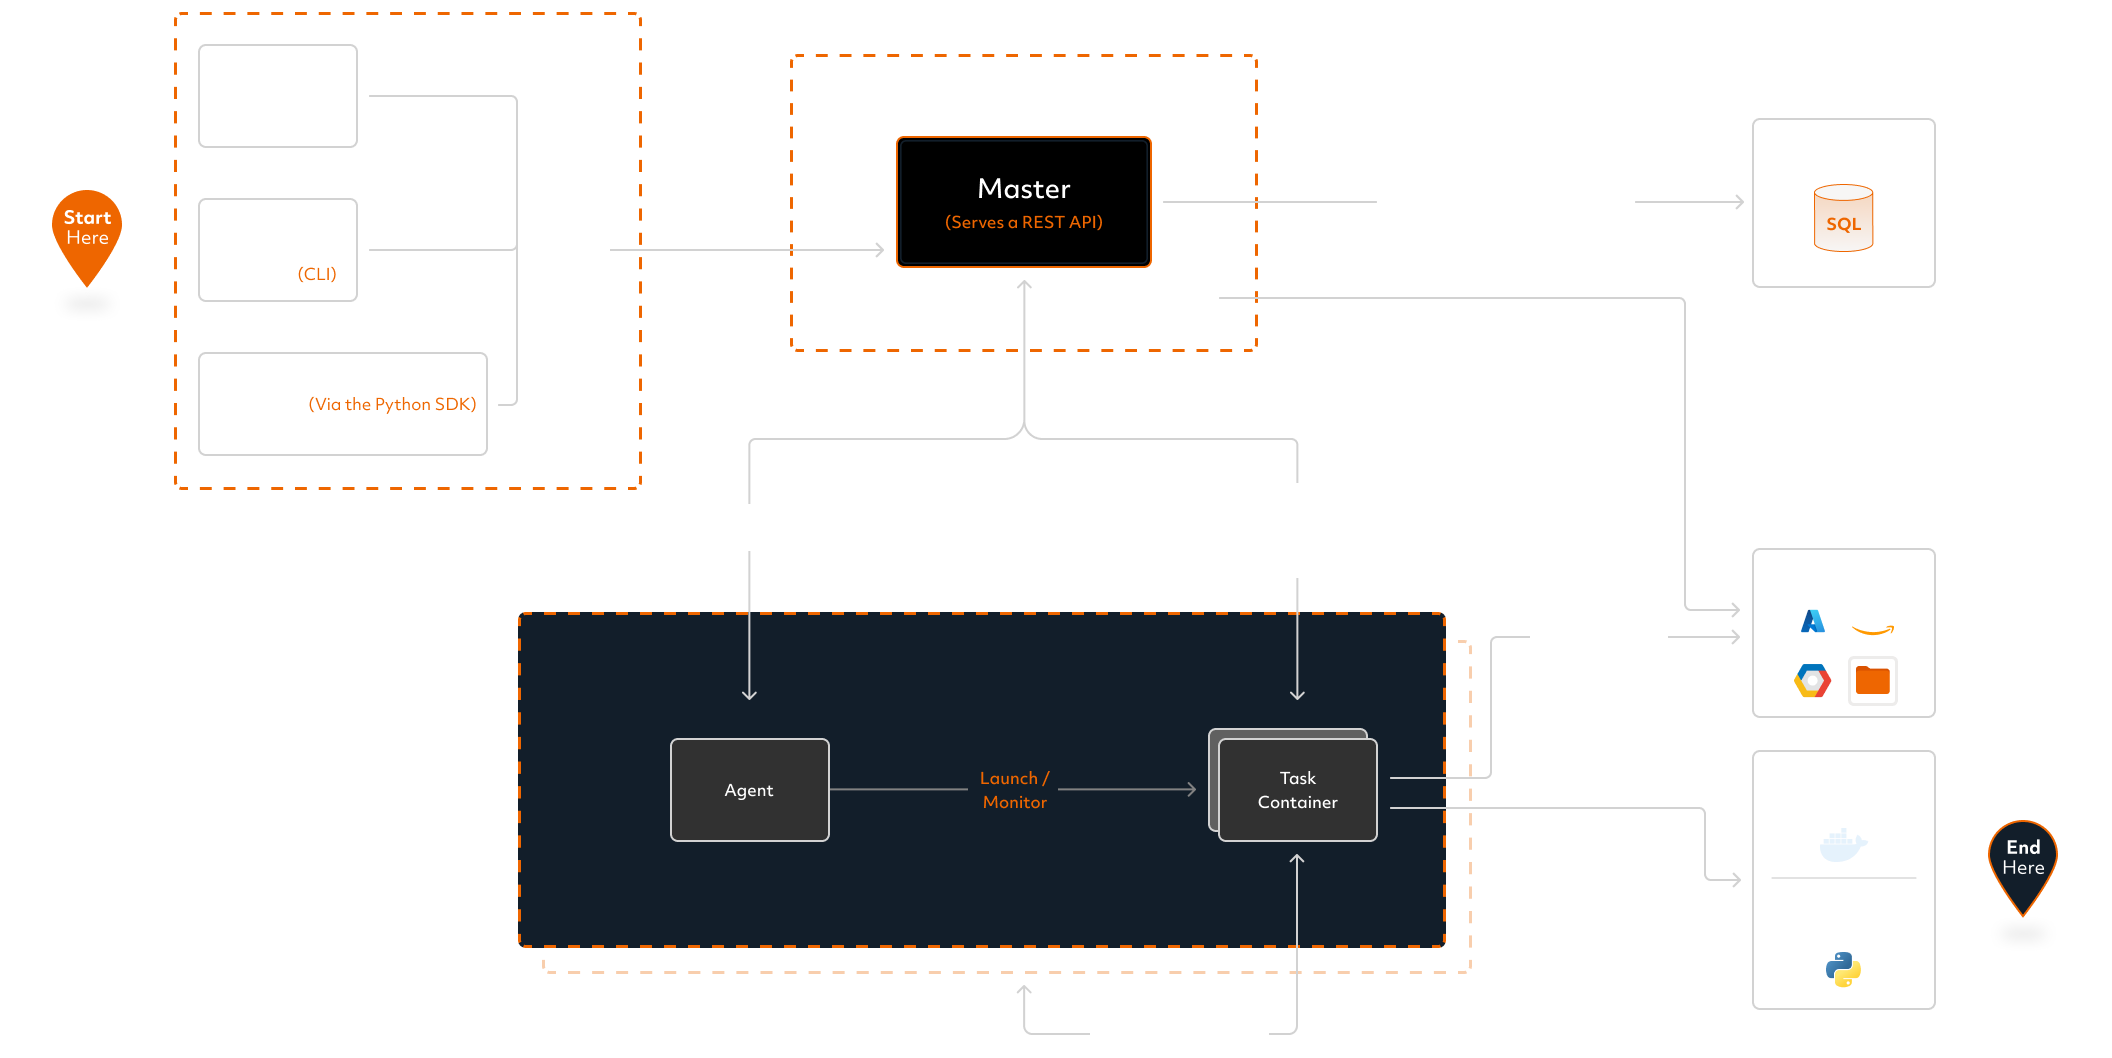 Start
Here
(CLI)
(Via the Python SDK)
Master
(Serves a REST API)
SQL
Agent
Launch /
Monitor
Task
Container
End
Here